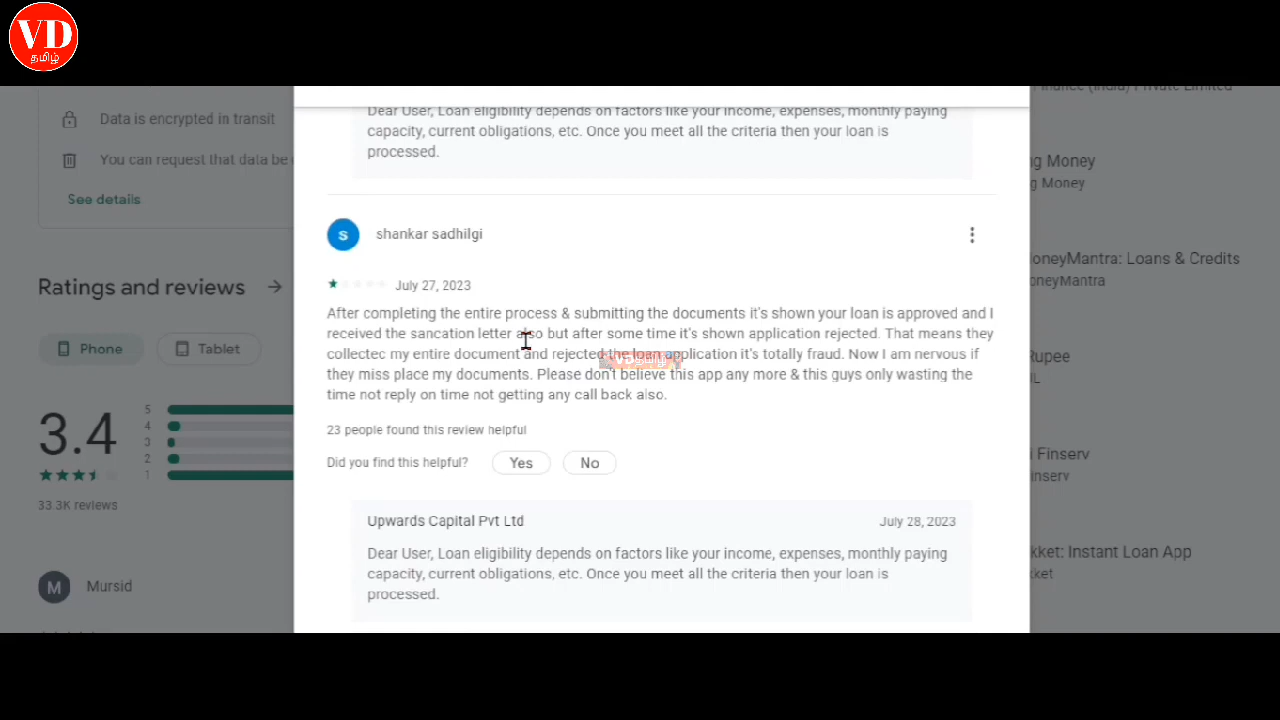 VD
தமிழ்
Finance (India) Private Limited
Data is encrypted in transit
You can request that data be
See details
Ratings and reviews
Phone
Tablet
3.4
5
4
3
2
1
33.3K reviews
M
Mursid
Dear User, Loan eligibility depends on factors like your income, expenses, monthly paying
capacity, current obligations, etc. Once you meet all the criteria then your loan is
processed.
s
shankar sadhilgi
July 27, 2023
After completing the entire process & submitting the documents it's shown your loan is approved and I
received the sancation letter also but after some time it's shown application rejected. That means they
collected my entire document and rejected the loan application it's totally fraud. Now I am nervous if
they miss place my documents. Please don't believe this app any more & this guys only wasting the
time not reply on time not getting any call back also.
VDதமிழ்
23 people found this review helpful
Did you find this helpful?
Yes
No
Upwards Capital Pvt Ltd
July 28, 2023
Dear User, Loan eligibility depends on factors like your income, expenses, monthly paying
capacity, current obligations, etc. Once you meet all the criteria then your loan is
processed.
ng Money
g Money
oneyMantra: Loans & Credits
oneyMantra
Rupee
i Finserv
inserv
kket: Instant Loan App
ket